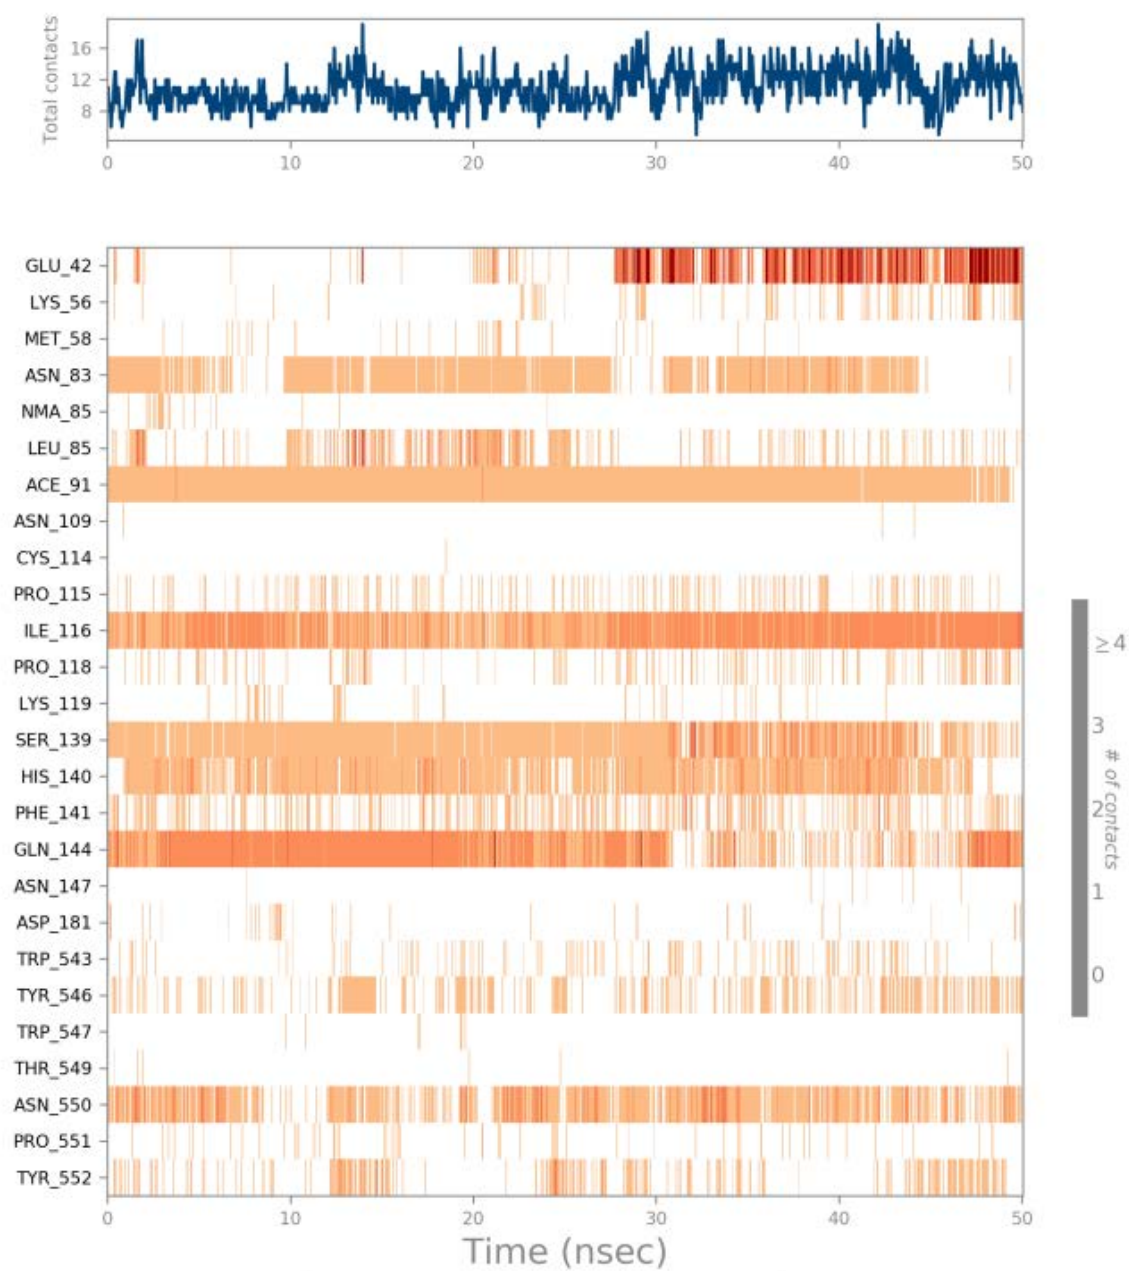 Total contacts
16
12
8
0 10 20 30 40 50
GLU_42
LYS_56
MET_58
ASN_83
NMA_85
LEU_85
ACE_91
ASN_109
CYS_114
PRO_115
ILE_116
PRO_118
LYS_119
SER_139
HIS_140
PHE_141
GLN_144
ASN_147
ASP_181
TRP_543
TYR_546
TRP_547
THR_549
ASN_550
PRO_551
TYR_552
0 10 20 30 40 50
Time (nsec)
≥4
3
2
1
0
# of contacts